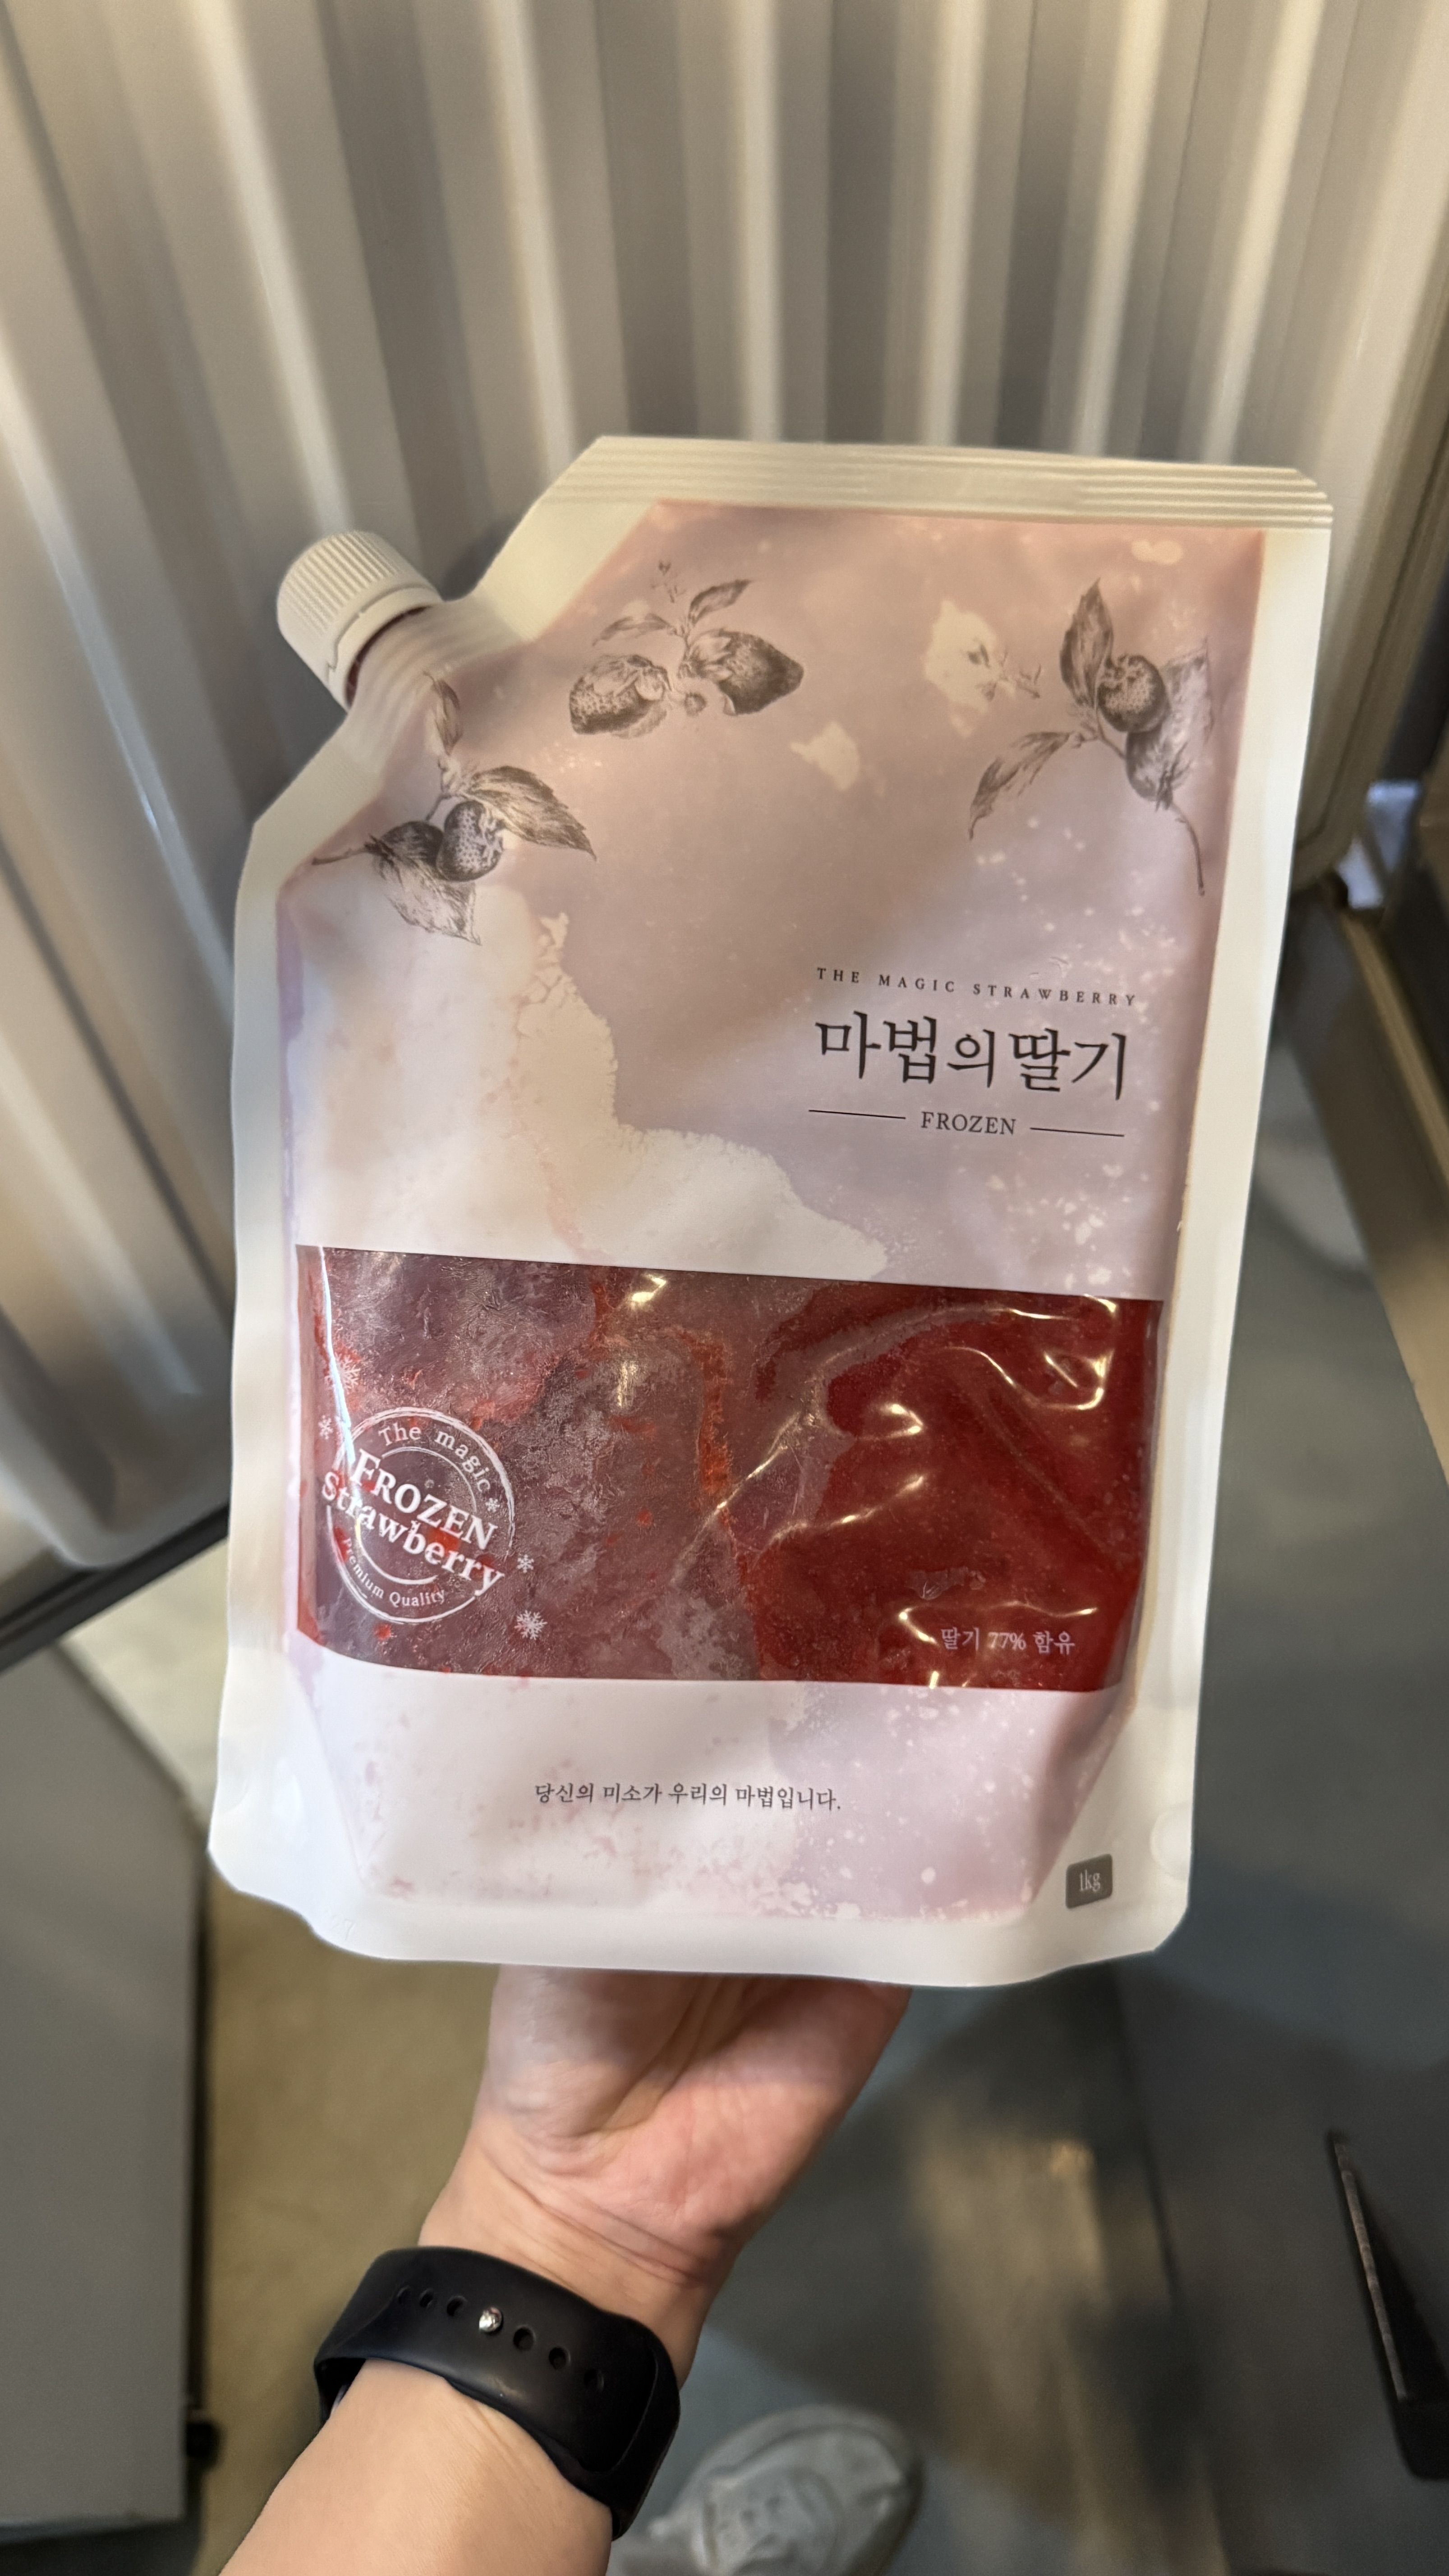 THE MAGIC STRAWBERRY
마법의딸기
FROZEN
The magic
FROZEN
Strawberry
Premium Quality
딸기 77% 함유
당신의 미소가 우리의 마법입니다.
1kg